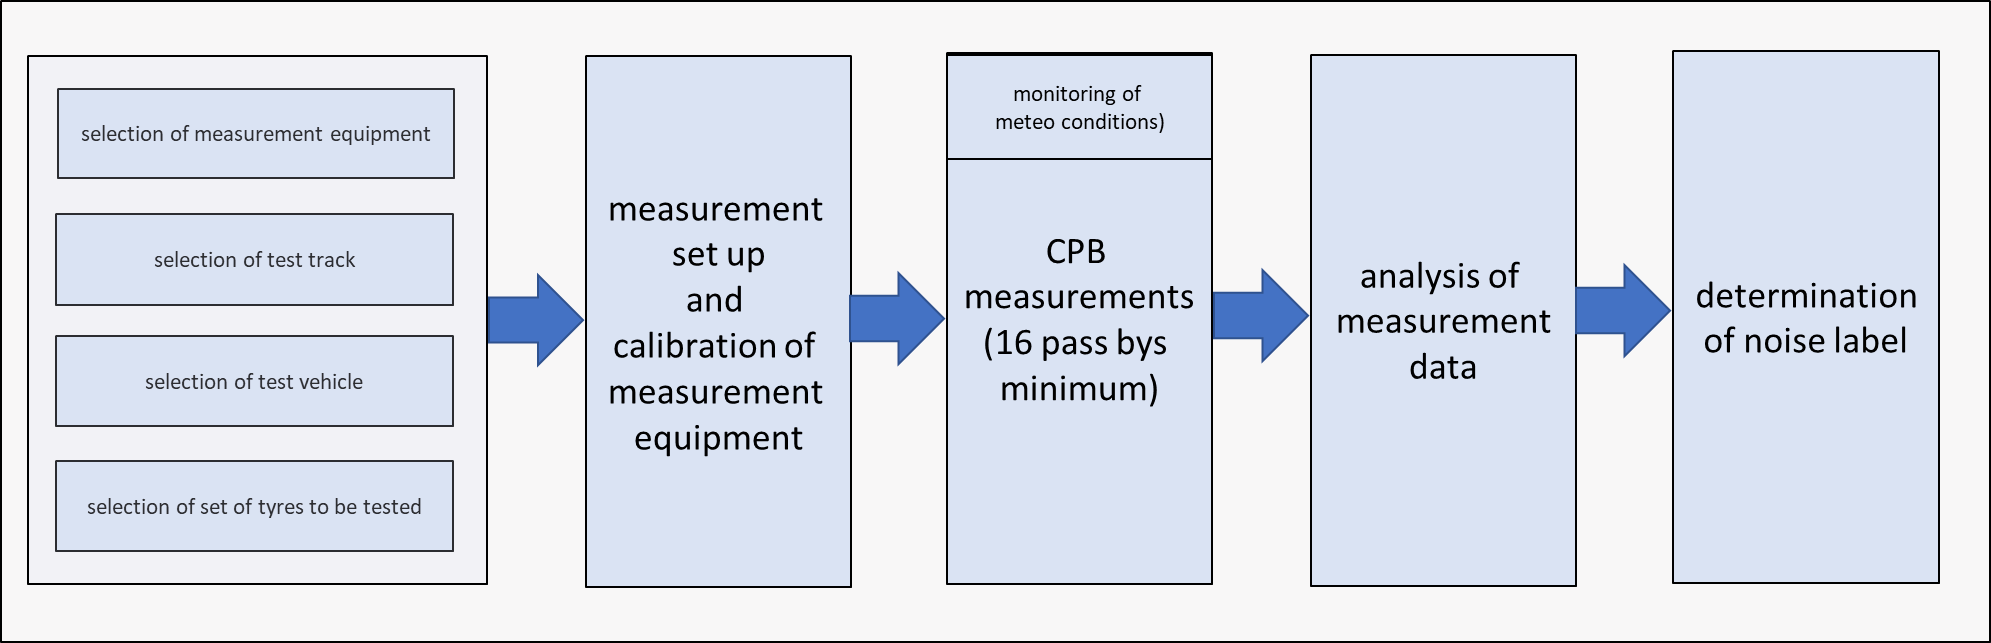 selection of measurement equipment
selection of test track
selection of test vehicle
selection of set of tyres to be tested
measurement
set up
and
calibration of
measurement
equipment
monitoring of
meteo conditions)
CPB
measurements
(16 pass bys
minimum)
analysis of
measurement
data
determination
of noise label